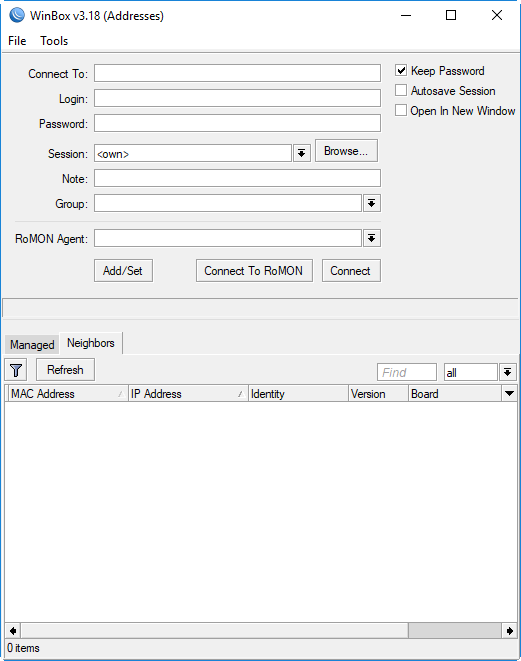 WinBox v3.18 (Addresses)
File Tools
Connect To:
Keep Password
Login:
Autosave Session
Password:
Open In New Window
Session: <own> Browse...
Note:
Group:
RoMON Agent:
Add/Set Connect To RoMON Connect
Managed Neighbors
Refresh Find all
MAC Address IP Address Identity Version Board
0 items